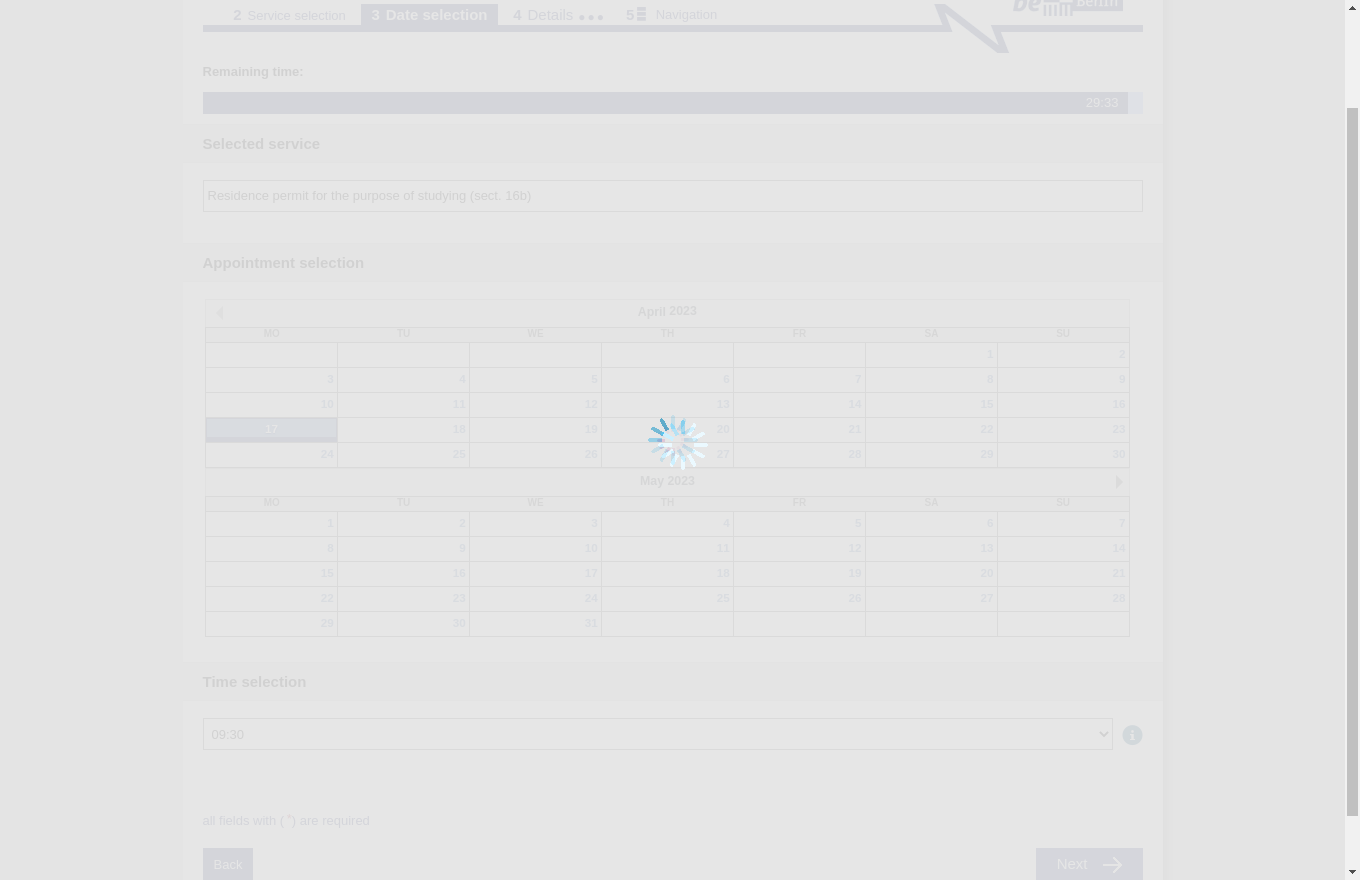 2 Service selection 3 Date selection 4 Details 5 Navigation
Be Berlin
Remaining time:
29:33
Selected service
Residence permit for the purpose of studying (sect. 16b)
Appointment selection
April 2023
MO TU WE TH FR SA SU
1 2
3 4 5 6 7 8 9
10 11 12 13 14 15 16
17 18 19 20 21 22 23
24 25 26 27 28 29 30
May 2023
MO TU WE TH FR SA SU
1 2 3 4 5 6 7
8 9 10 11 12 13 14
15 16 17 18 19 20 21
22 23 24 25 26 27 28
29 30 31
Time selection
09:30
all fields with ( *) are required
Back Next